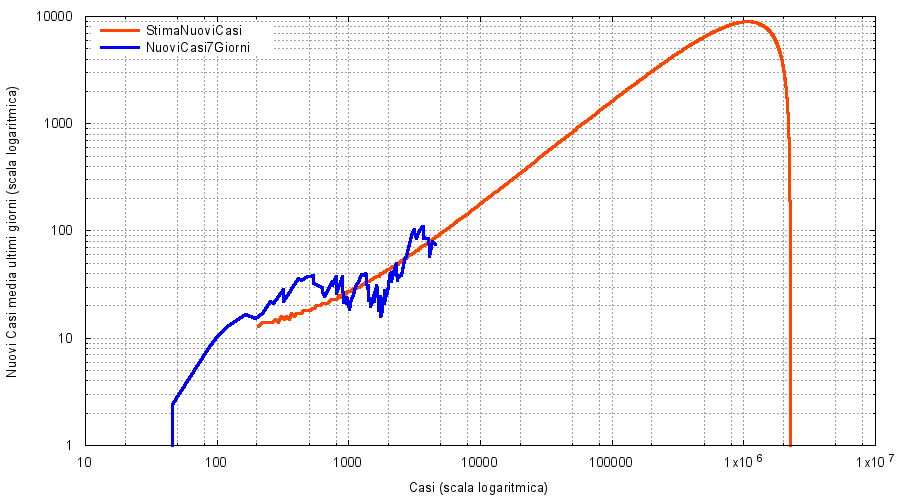 10000
1000
100
10
1
StimaNuoviCasi
NuoviCasi7Giorni
Nuovi Casi media ultimi giorni (scala logaritmica)
10 100 1000 10000 100000 1x10^6 1x10^7
Casi (scala logaritmica)